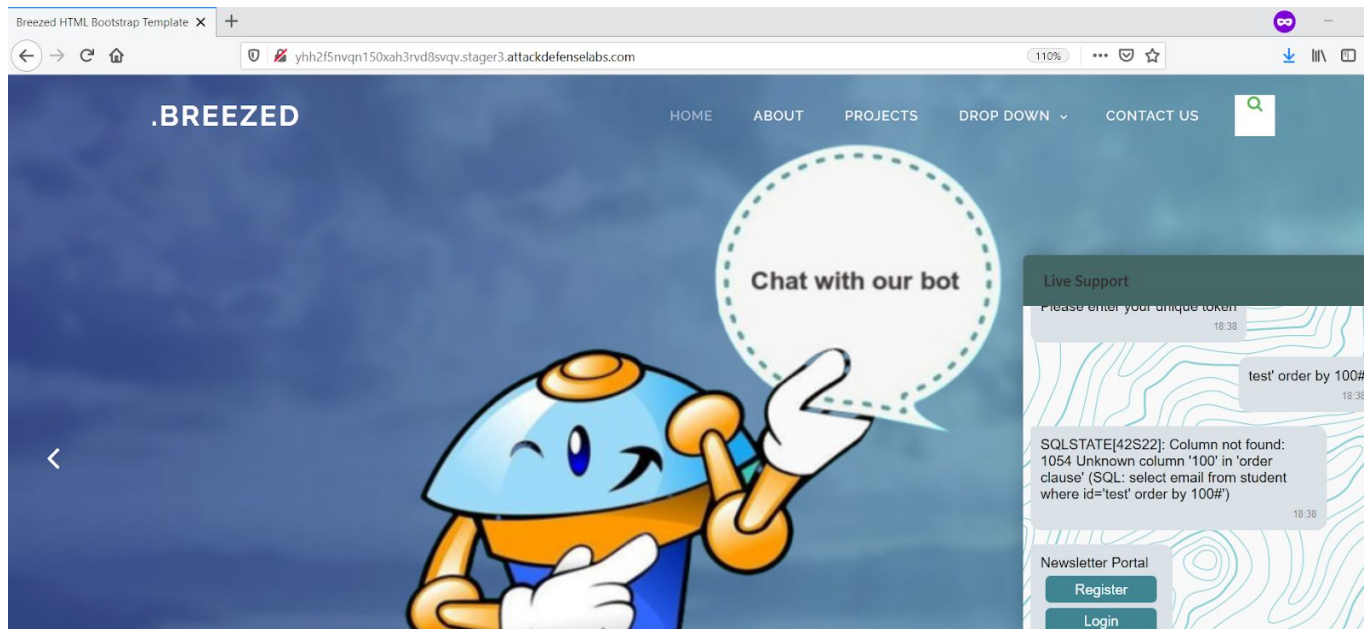 Breezed HTML Bootstrap Template
yhh2f5nvqn150xah3rvd8svqv.stager3.attackdefenselabs.com
110%
.BREEZED
HOME ABOUT PROJECTS DROP DOWN CONTACT US
Chat with our bot
Live Support
Please enter your unique token
18:38
test' order by 100#
18:38
SQLSTATE[42S22]: Column not found:
1054 Unknown column '100' in 'order
clause' (SQL: select email from student
where id='test' order by 100#')
18:38
Newsletter Portal
Register
Login